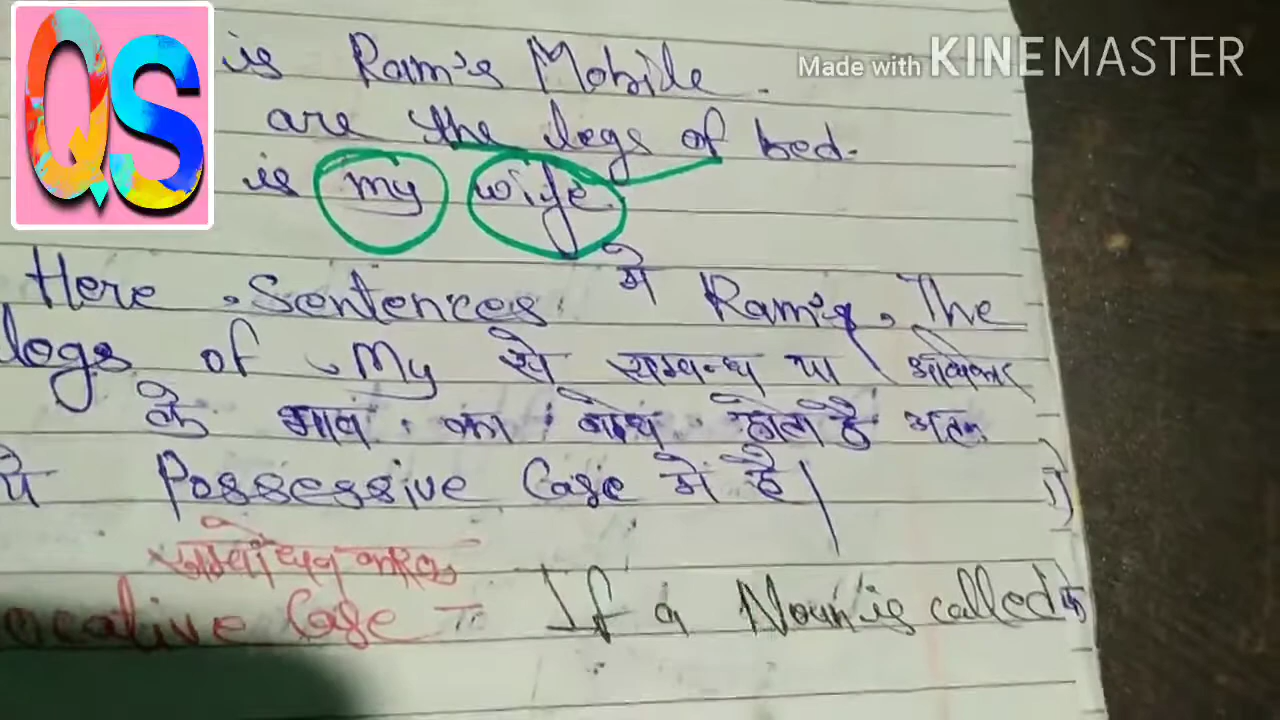 QS
Made with KINEMASTER
is Ram's Mobile.
are the legs of bed.
is my wife.
Here Sentences में Ram's, The
legs of, My से सम्बन्ध या अधिकार
के भाव का बोध होता है अतः
ये Possessive Case में है।
सम्बोधन कारक
ocative Case = If a Noun is called